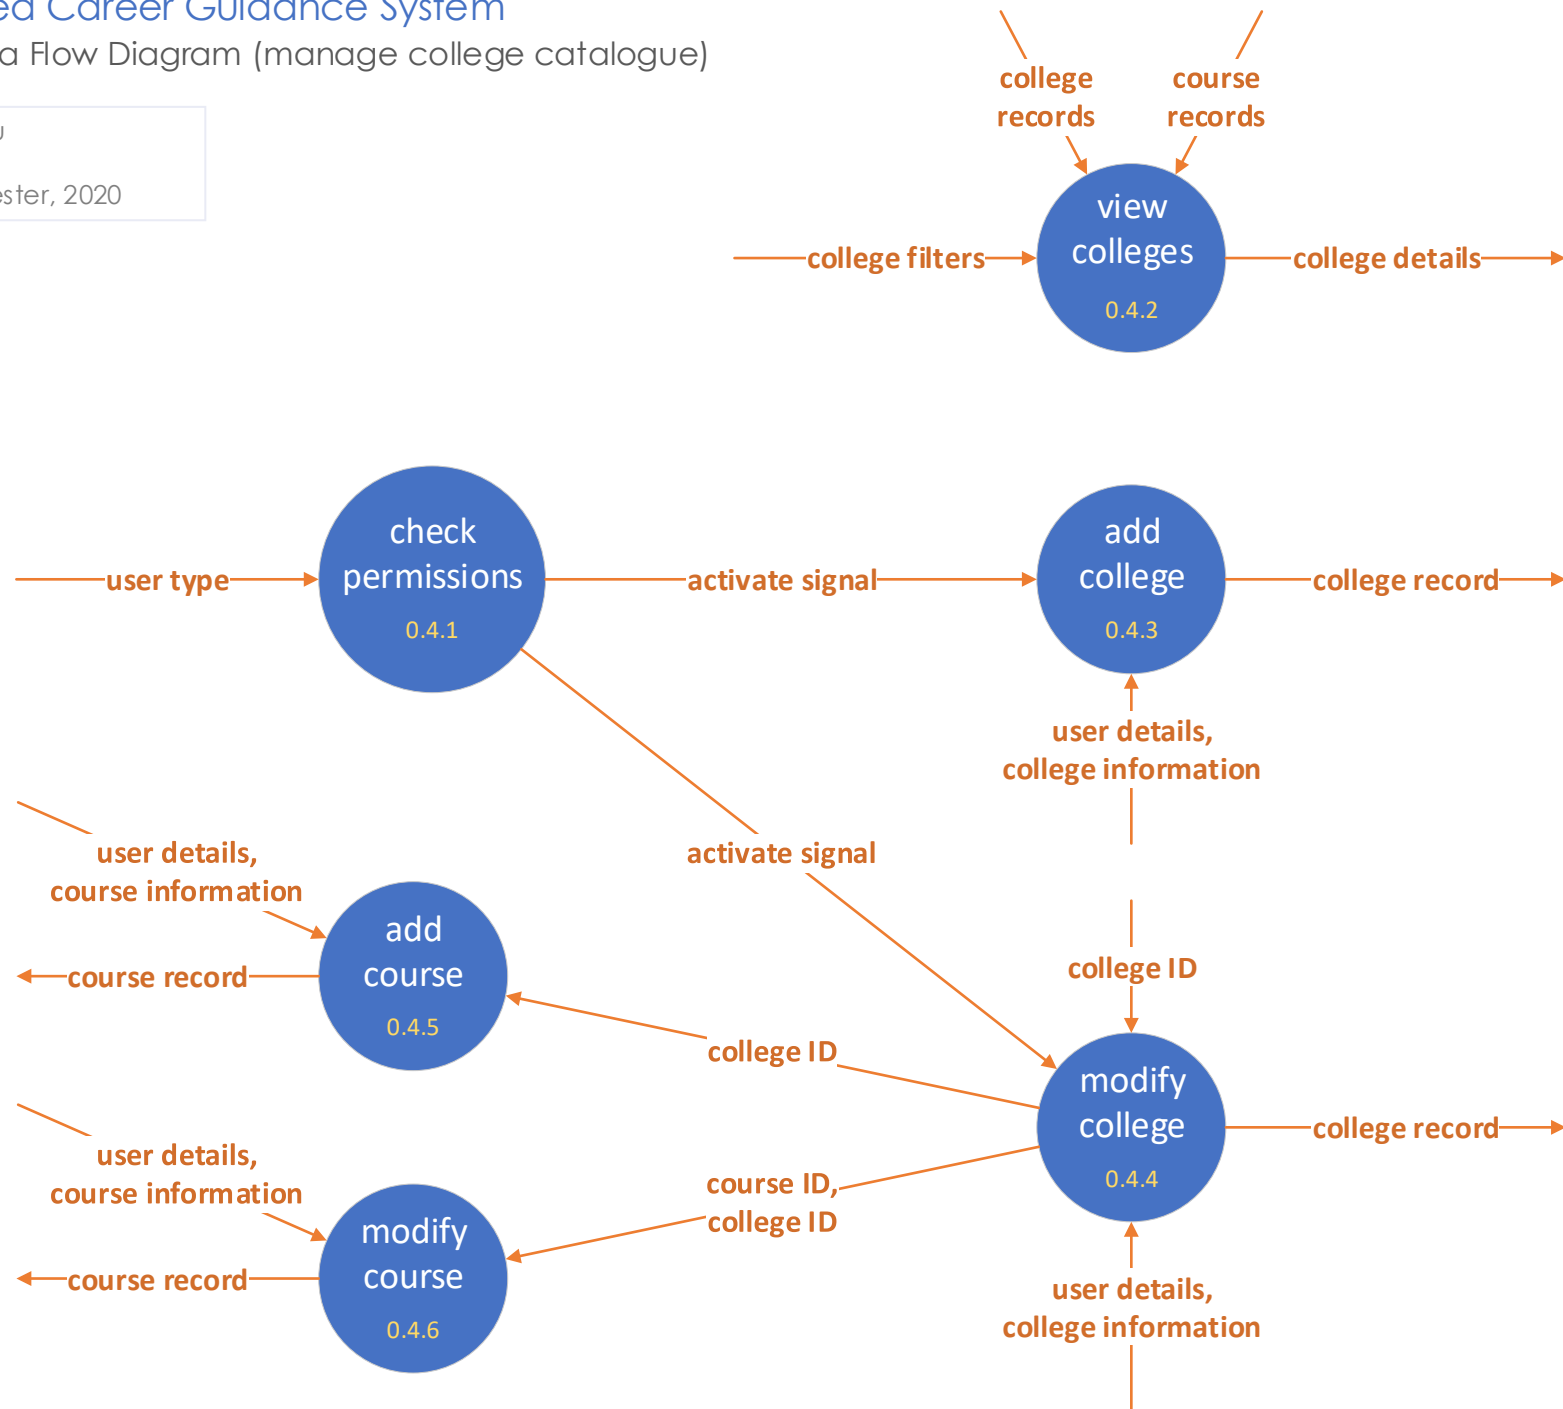 Career Guidance System
a Flow Diagram (manage college catalogue)
2020
college
records
course
records
view
colleges
0.4.2
college filters
college details
check
permissions
0.4.1
user type
activate signal
add
college
0.4.3
college record
user details,
college information
activate signal
user details,
course information
add
course
0.4.5
course record
college ID
college ID
modify
college
0.4.4
college record
course ID,
college ID
user details,
course information
modify
course
0.4.6
course record
user details,
college information